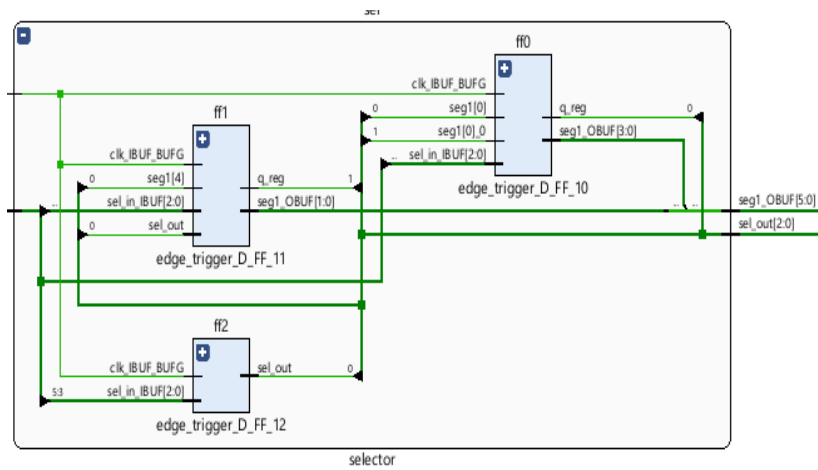 sel
ff0
clk_IBUF_BUFG
0
seg1[0]
q_reg
0
1
seg1[0]_0
seg1_OBUF[3:0]
...
sel_in_IBUF[2:0]
edge_trigger_D_FF_10
ff1
clk_IBUF_BUFG
0
seg1[4]
q_reg
1
...
sel_in_IBUF[2:0]
seg1_OBUF[1:0]
... ...
seg1_OBUF[5:0]
0
sel_out
sel_out[2:0]
edge_trigger_D_FF_11
ff2
clk_IBUF_BUFG
sel_out
0
5:3
sel_in_IBUF[2:0]
edge_trigger_D_FF_12
selector